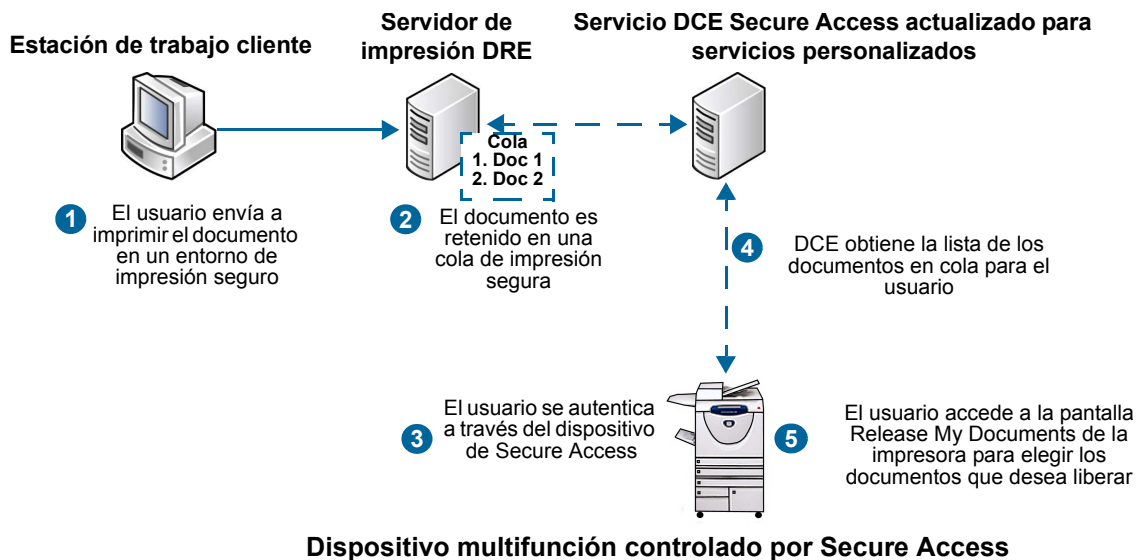 Estación de trabajo cliente
Servidor de
impresión DRE
Servicio DCE Secure Access actualizado para
servicios personalizados
Cola
1. Doc 1
2. Doc 2
1
El usuario envía a
imprimir el documento
en un entorno de
impresión seguro
2
El documento es
retenido en una
cola de impresión
segura
4
DCE obtiene la lista de los
documentos en cola para el
usuario
3
El usuario se autentica
a través del dispositivo
de Secure Access
5
El usuario accede a la pantalla
Release My Documents de la
impresora para elegir los
documentos que desea liberar
Dispositivo multifunción controlado por Secure Access